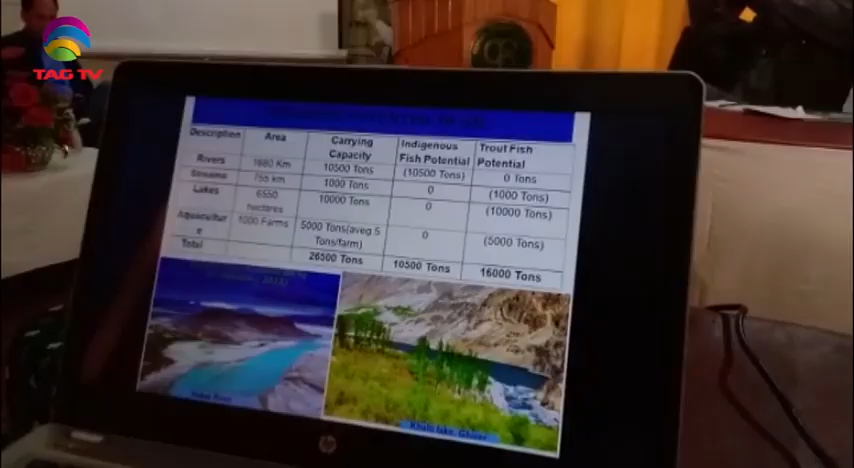 TAG TV
Description Area Carrying Capacity Indigenous Fish Potential Trout Fish Potential
Rivers 1880 Km 10500 Tons (10500 Tons) 0 Tons
Streams 755 km 1000 Tons 0 (1000 Tons)
Lakes 6550 hectares 10000 Tons 0 (10000 Tons)
Aquaculture 1000 Farms 5000 Tons(aveg.5 Tons/farm) 0 (5000 Tons)
Total 26500 Tons 10500 Tons 16000 Tons
Khalti lake, Ghizer
hp